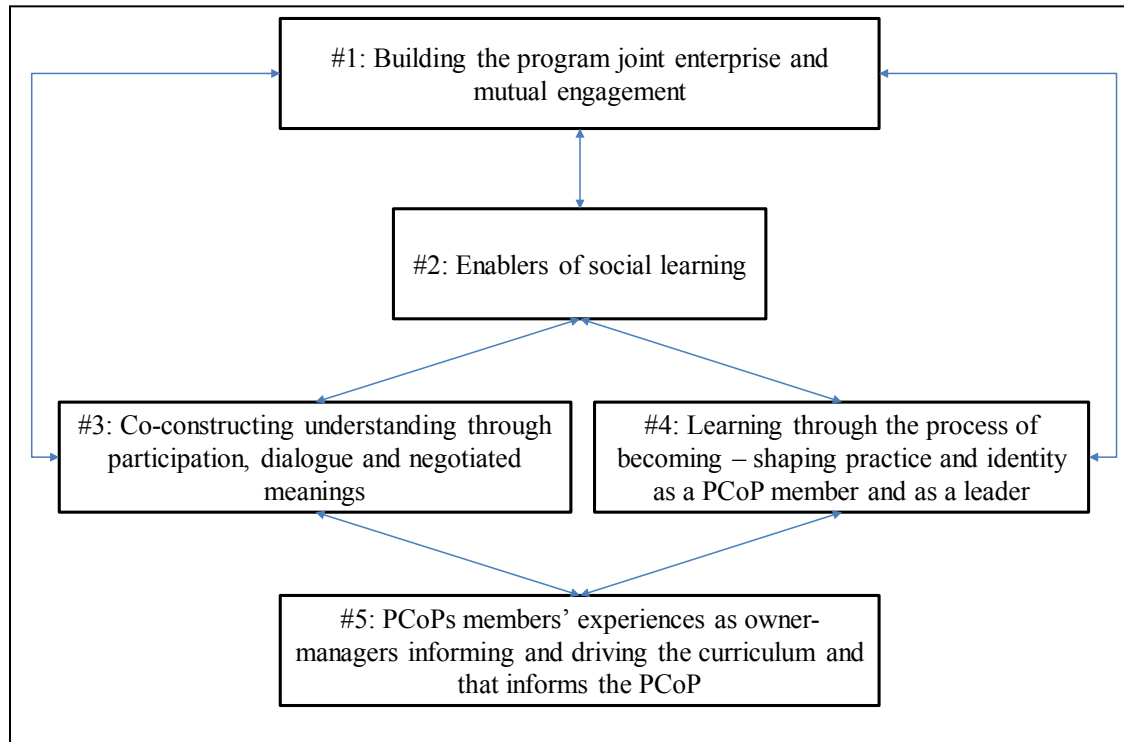 #1: Building the program joint enterprise and
mutual engagement
#2: Enablers of social learning
#3: Co-constructing understanding through
participation, dialogue and negotiated
meanings
#4: Learning through the process of
becoming – shaping practice and identity
as a PCoP member and as a leader
#5: PCoPs members’ experiences as owner-
managers informing and driving the curriculum and
that informs the PCoP